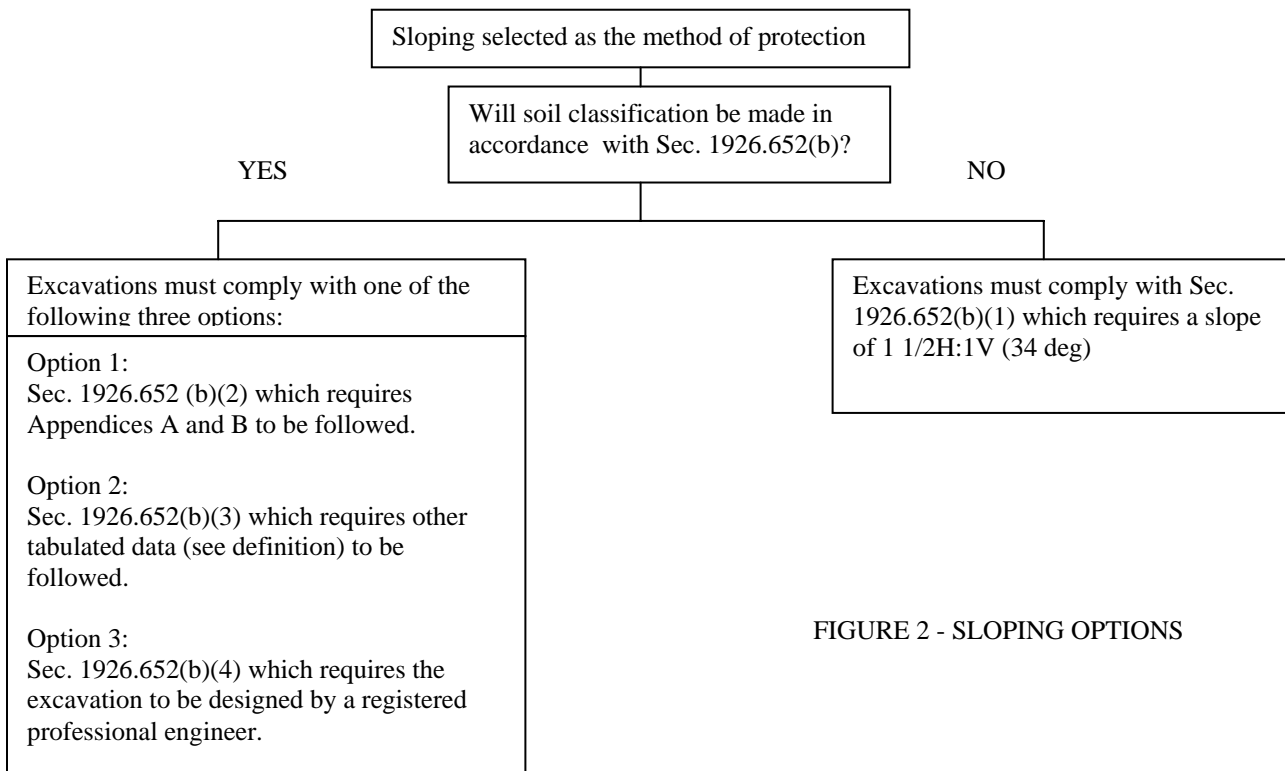 Sloping selected as the method of protection
Will soil classification be made in
accordance with Sec. 1926.652(b)?
YES
NO
Excavations must comply with one of the
following three options:
Option 1:
Sec. 1926.652 (b)(2) which requires
Appendices A and B to be followed.
Option 2:
Sec. 1926.652(b)(3) which requires other
tabulated data (see definition) to be
followed.
Option 3:
Sec. 1926.652(b)(4) which requires the
excavation to be designed by a registered
professional engineer.
Excavations must comply with Sec.
1926.652(b)(1) which requires a slope
of 1 1/2H:1V (34 deg)
FIGURE 2 - SLOPING OPTIONS